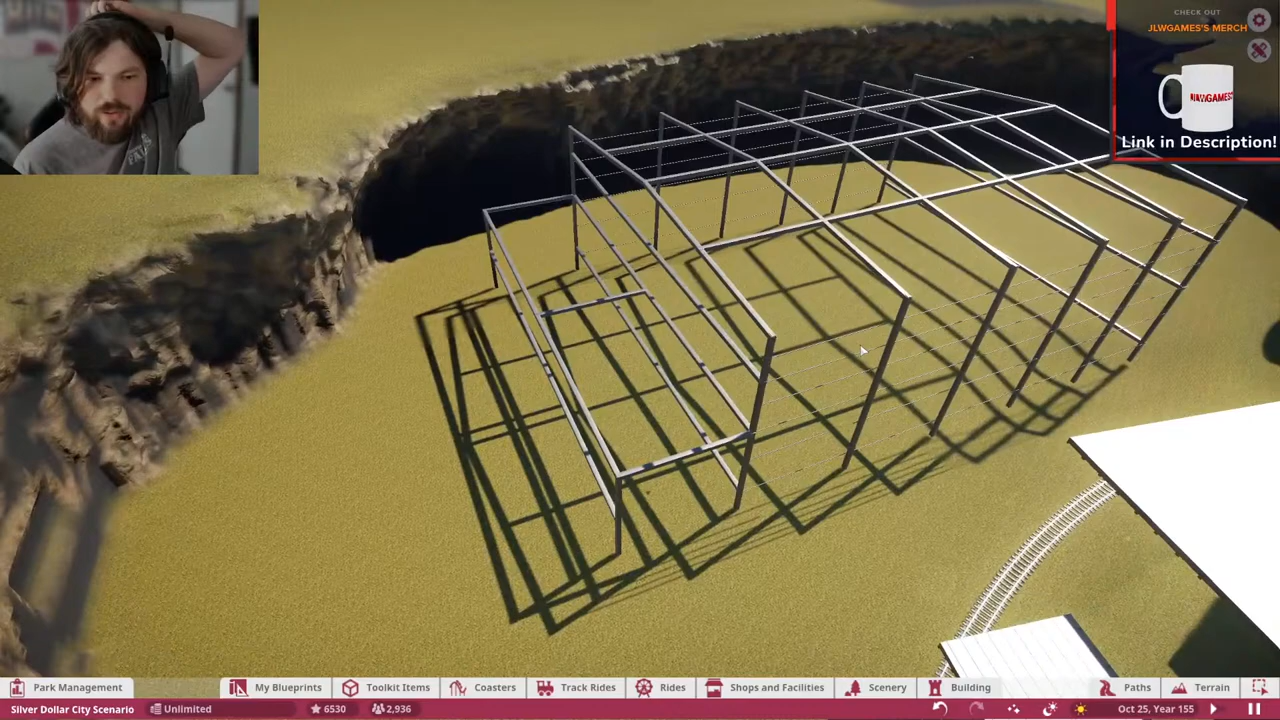 CHECK OUT
JLWGAMES'S MERCH
JLWGAMES
Link in Description!
Park Management
My Blueprints
Toolkit Items
Coasters
Track Rides
Rides
Shops and Facilities
Scenery
Building
Paths
Terrain
Silver Dollar City Scenario
Unlimited
6530
2,936
Oct 25, Year 155